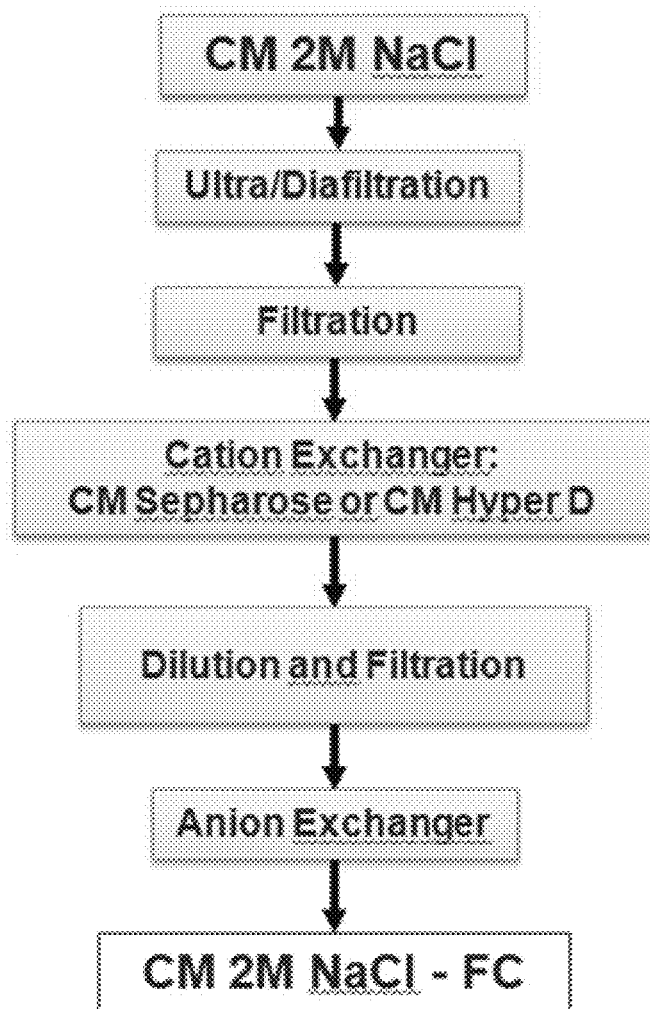 CM 2M NaCl
Ultra/Diafiltration
Filtration
Cation Exchanger:
CM Sepharose or CM Hyper D
Dilution and Filtration
Anion Exchanger
CM 2M NaCl - FC